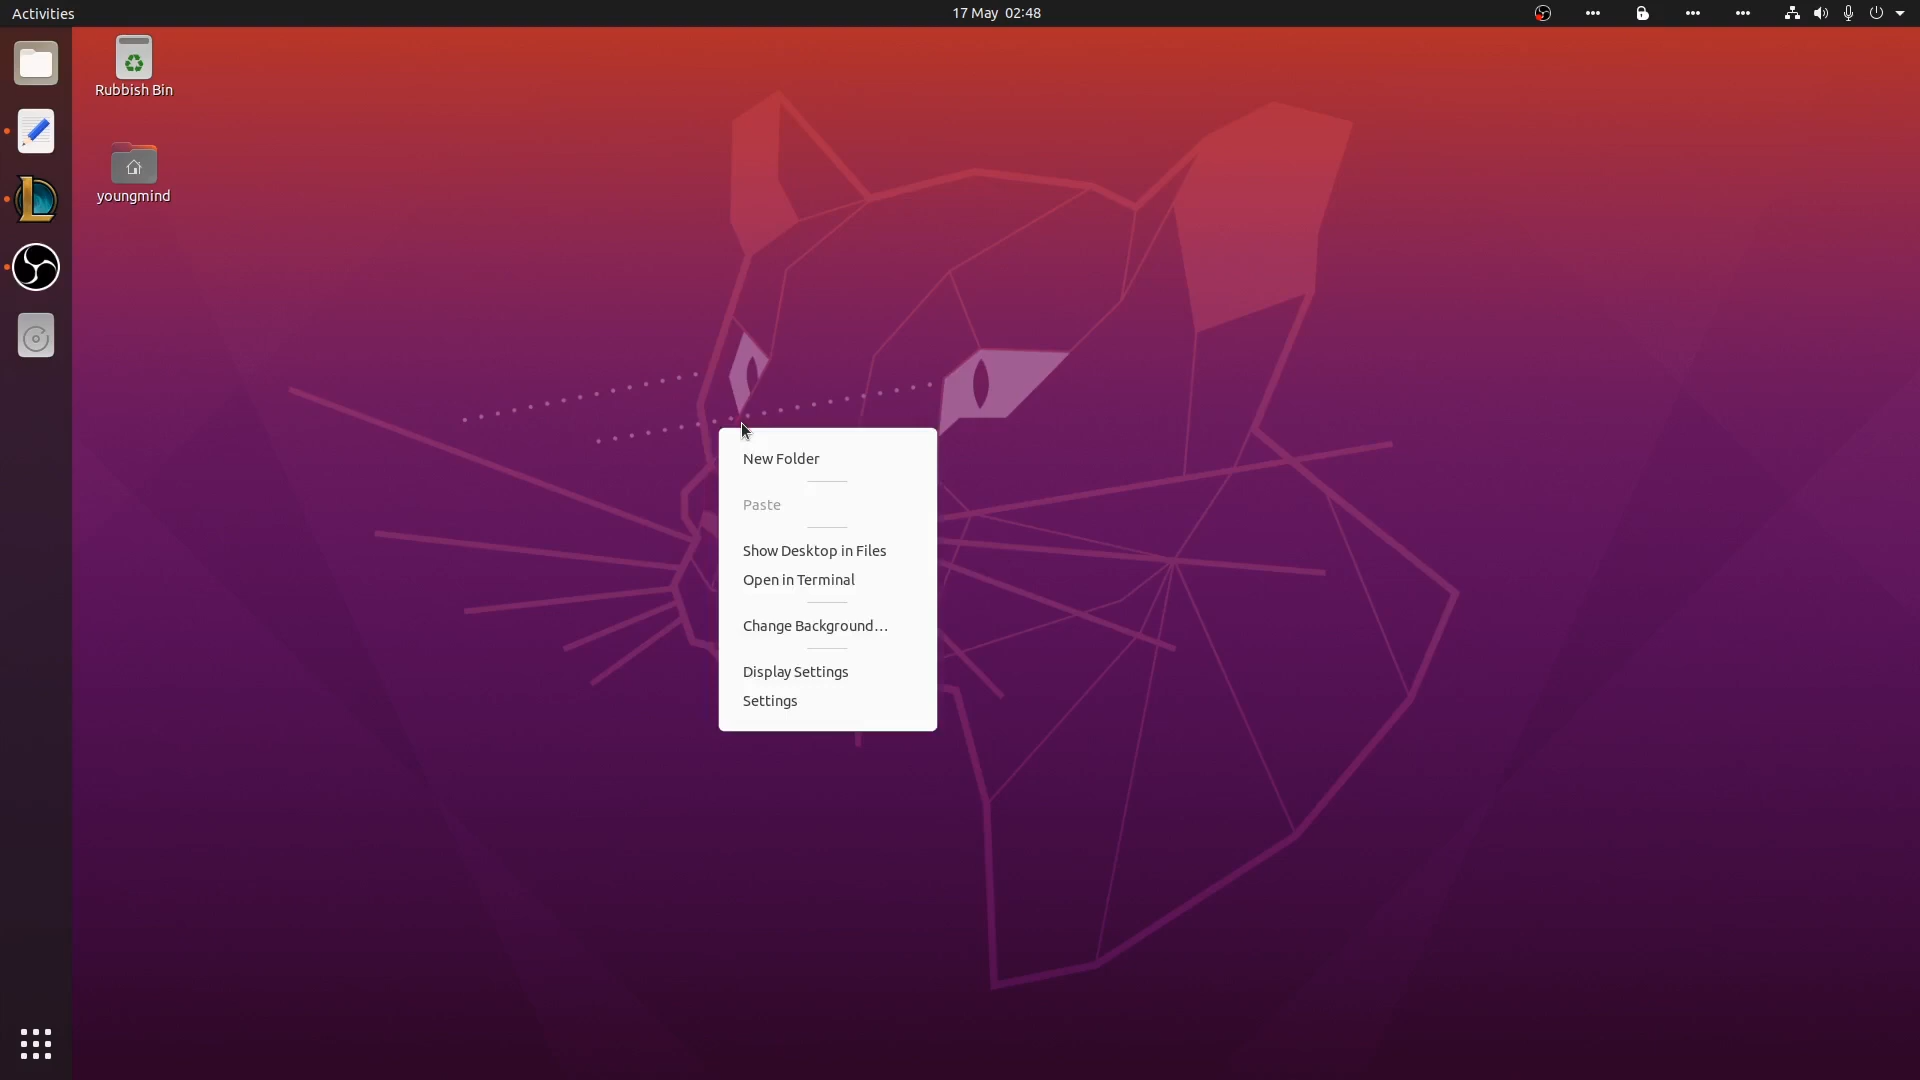 Activities
17 May 02:48
Rubbish Bin
youngmind
New Folder
Paste
Show Desktop in Files
Open in Terminal
Change Background…
Display Settings
Settings